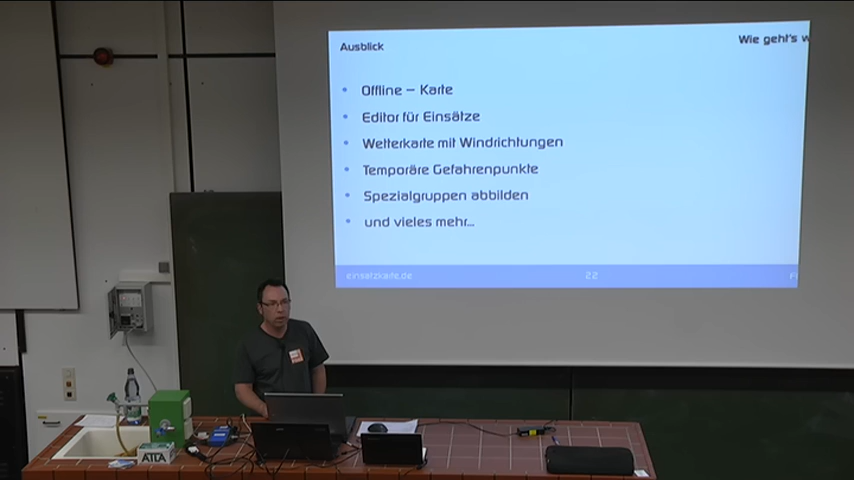 Ausblick
Wie geht's w
Offline – Karte
Editor für Einsätze
Wetterkarte mit Windrichtungen
Temporäre Gefahrenpunkte
Spezialgruppen abbilden
und vieles mehr...
einsatzkarte.de
22
ATLA